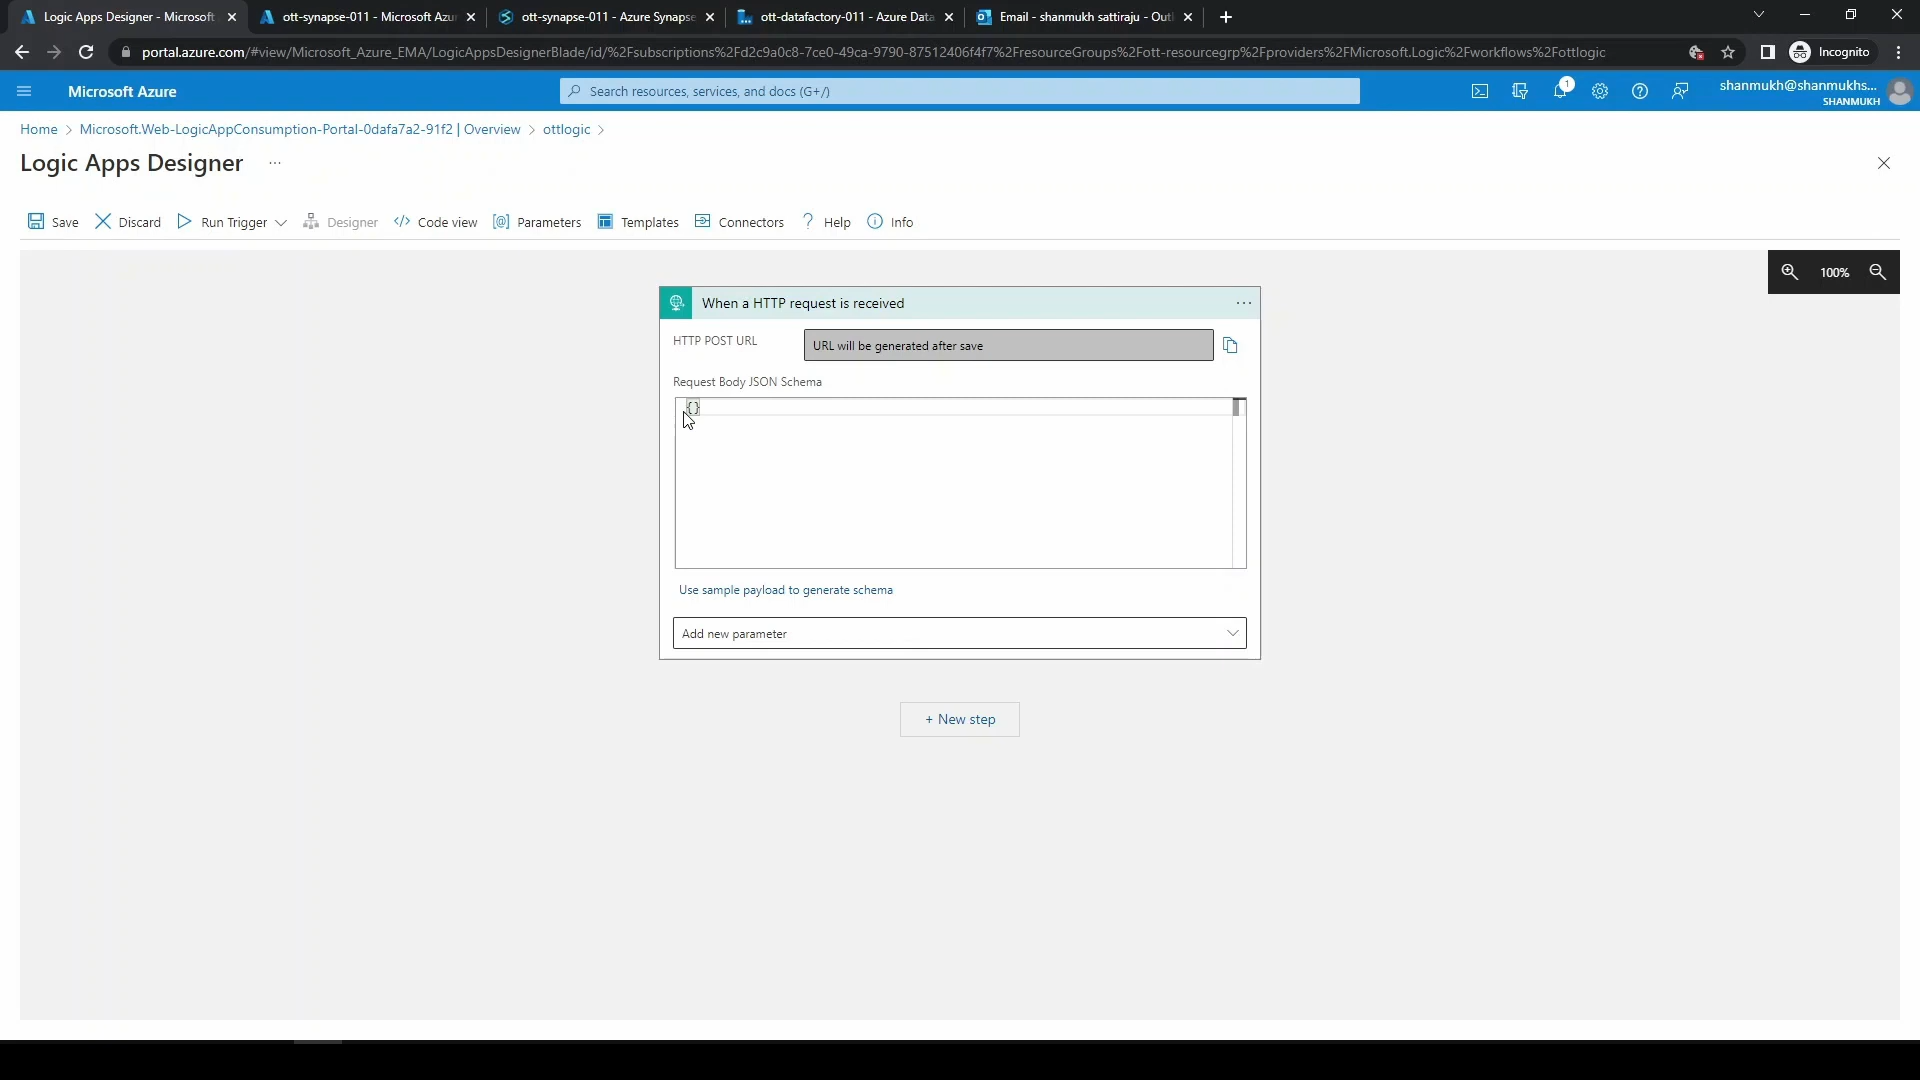 Logic Apps Designer - Microsoft
ott-synapse-011 - Microsoft Azur
ott-synapse-011 - Azure Synapse
ott-datafactory-011 - Azure Data
Email - shanmukh sattiraju - Outl
portal.azure.com/#view/Microsoft_Azure_EMA/LogicAppsDesignerBlade/id/%2Fsubscriptions%2Fd2c9a0c8-7ce0-49ca-9790-87512406f4f7%2FresourceGroups%2Fott-resourcegrp%2Fproviders%2FMicrosoft.Logic%2Fworkflows%2Fottlogic
Incognito
Microsoft Azure
Search resources, services, and docs (G+/)
1
shanmukh@shanmukhs...
SHANMUKH
Home > Microsoft.Web-LogicAppConsumption-Portal-0dafa7a2-91f2 | Overview > ottlogic >
Logic Apps Designer ...
Save
Discard
Run Trigger
Designer
Code view
Parameters
Templates
Connectors
Help
Info
100%
When a HTTP request is received
HTTP POST URL
URL will be generated after save
Request Body JSON Schema
{}
Use sample payload to generate schema
Add new parameter
+ New step